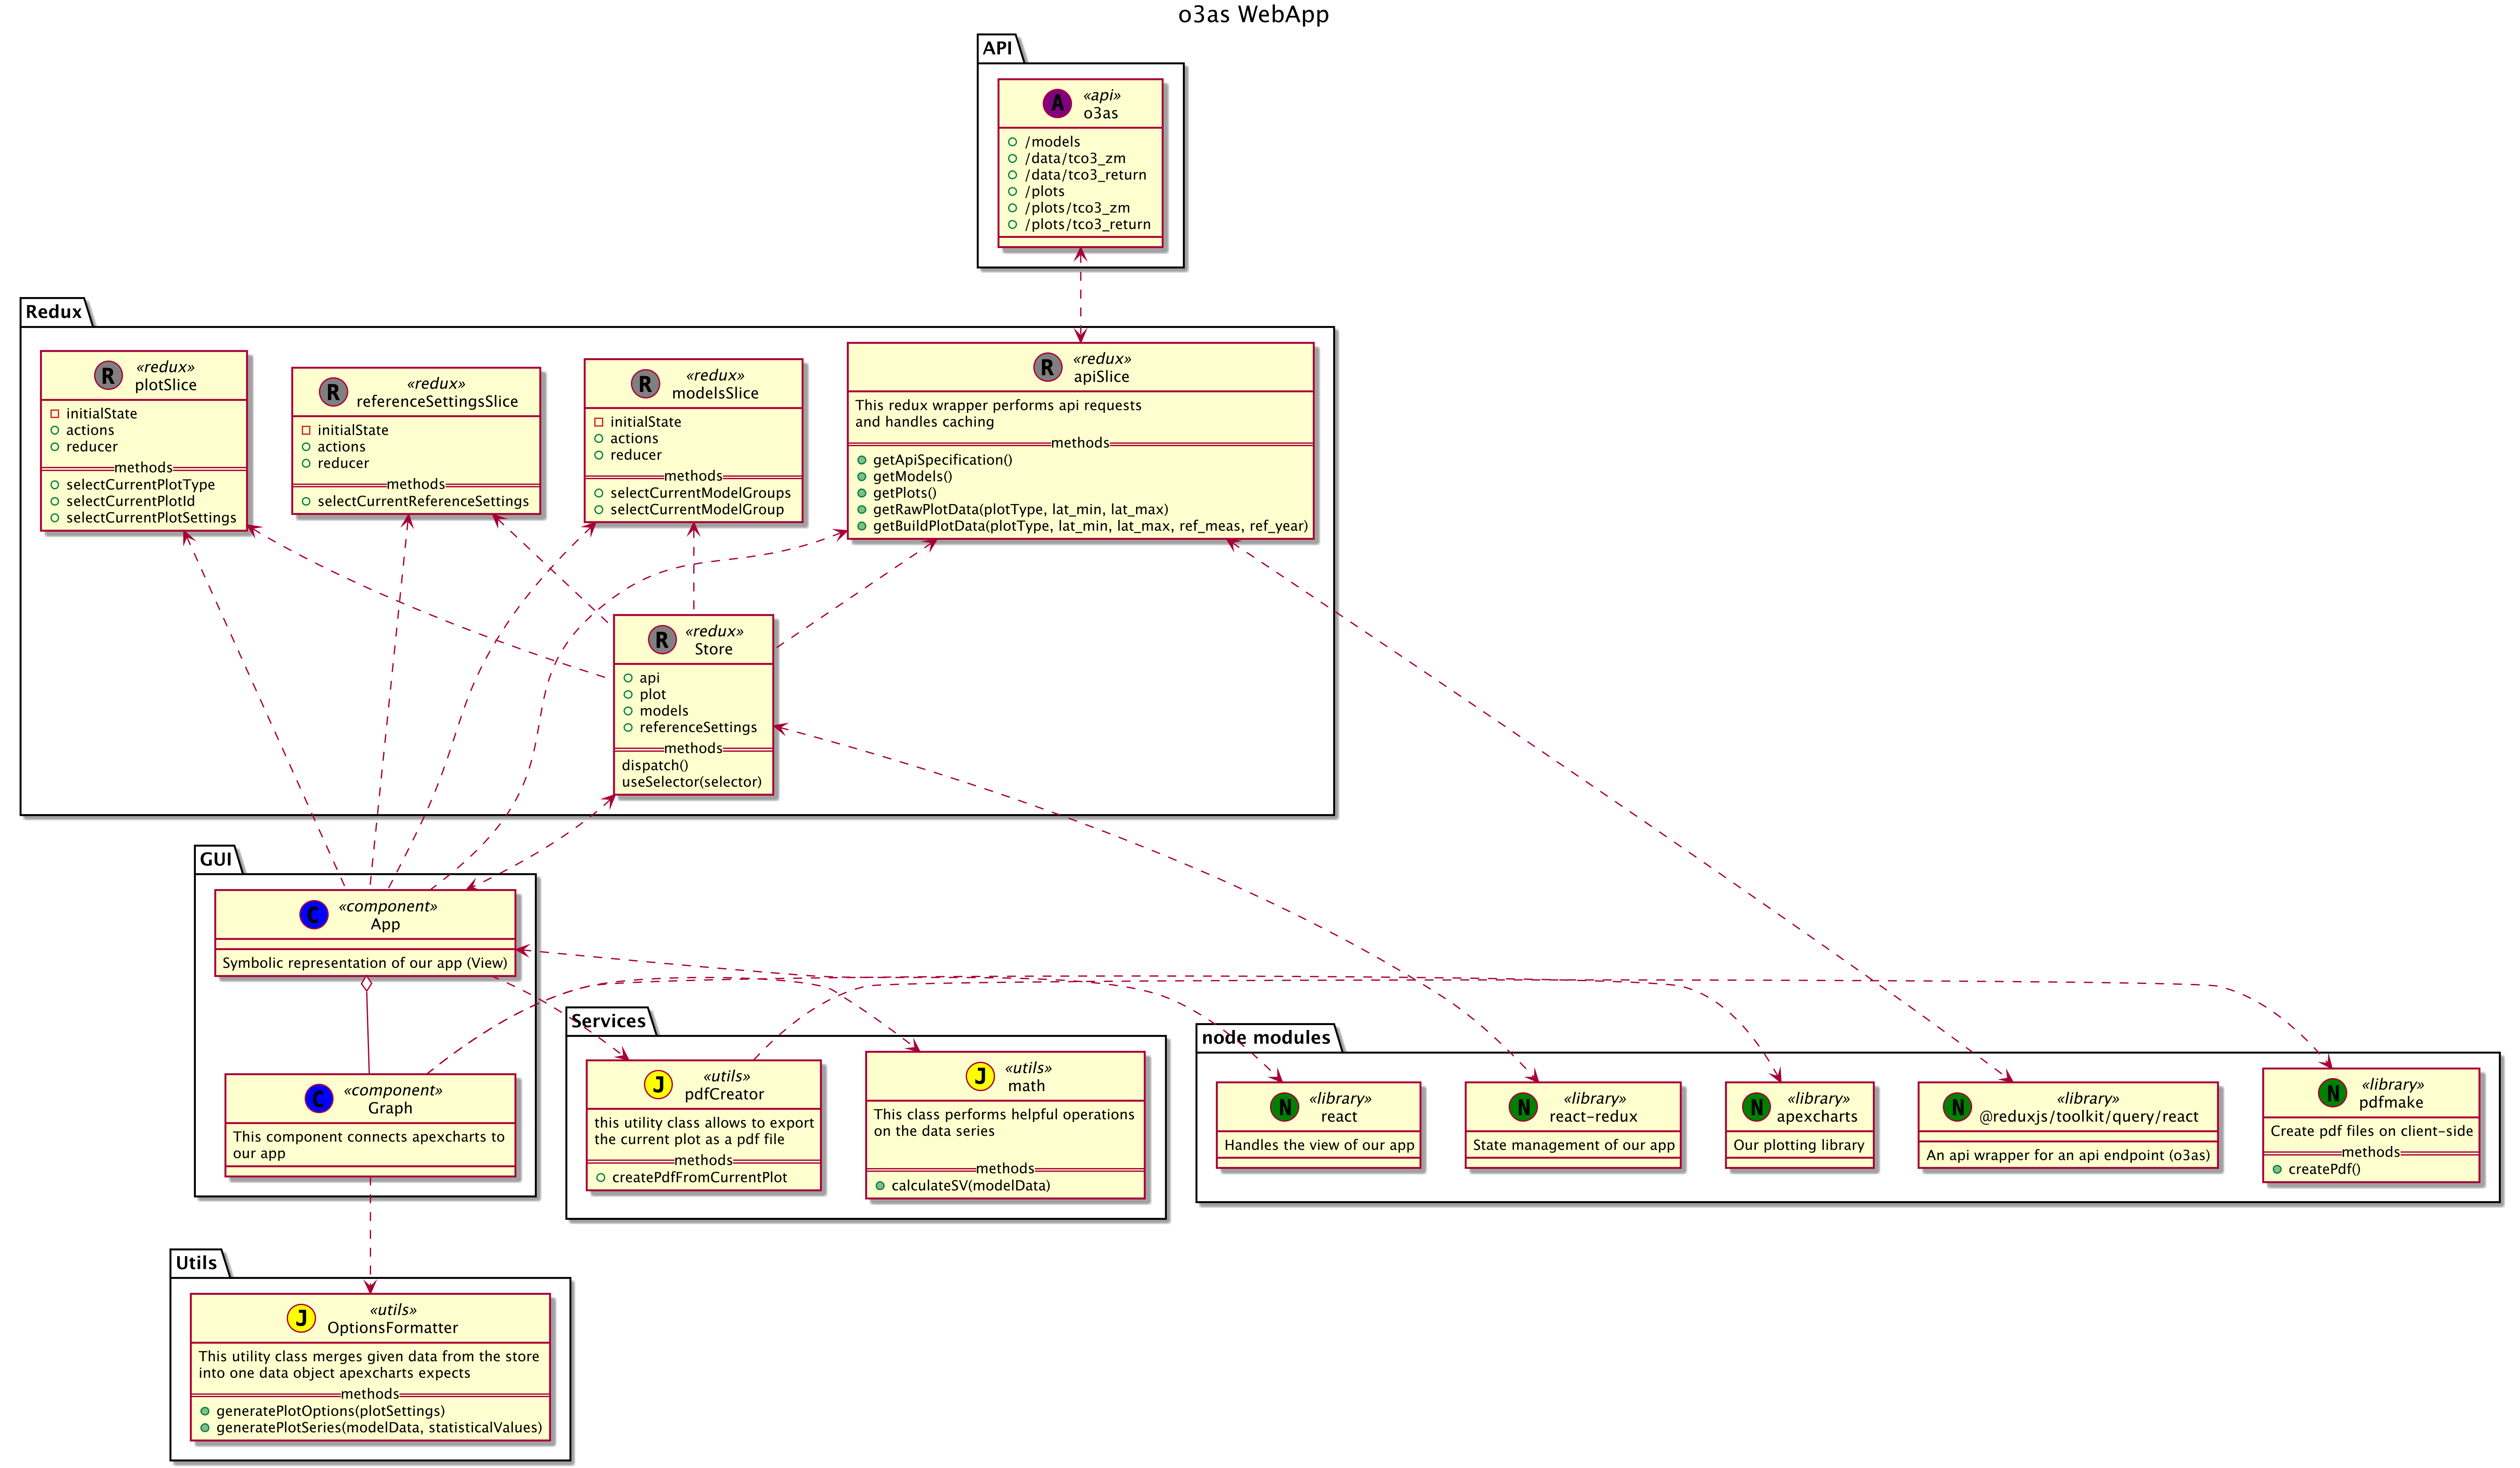 o3as WebApp
API
A
«api»
o3as
/models
/data/tco3_zm
/data/tco3_return
/plots
/plots/tco3_zm
/plots/tco3_return
Redux
R
«redux»
plotSlice
initialState
actions
reducer
methods
selectCurrentPlotType
selectCurrentPlotId
selectCurrentPlotSettings
R
«redux»
referenceSettingsSlice
initialState
actions
reducer
methods
selectCurrentReferenceSettings
R
«redux»
modelsSlice
initialState
actions
reducer
methods
selectCurrentModelGroups
selectCurrentModelGroup
R
«redux»
apiSlice
This redux wrapper performs api requests
and handles caching
methods
getApiSpecification()
getModels()
getPlots()
getRawPlotData(plotType, lat_min, lat_max)
getBuildPlotData(plotType, lat_min, lat_max, ref_meas, ref_year)
R
«redux»
Store
api
plot
models
referenceSettings
methods
dispatch()
useSelector(selector)
GUI
C
«component»
App
Symbolic representation of our app (View)
C
«component»
Graph
This component connects apexcharts to
our app
Services
J
«utils»
pdfCreator
this utility class allows to export
the current plot as a pdf file
methods
createPdfFromCurrentPlot
J
«utils»
math
This class performs helpful operations
on the data series
methods
calculateSV(modelData)
node modules
N
«library»
react
Handles the view of our app
N
«library»
react-redux
State management of our app
N
«library»
apexcharts
Our plotting library
N
«library»
@reduxjs/toolkit/query/react
An api wrapper for an api endpoint (o3as)
N
«library»
pdfmake
Create pdf files on client-side
methods
createPdf()
Utils
J
«utils»
OptionsFormatter
This utility class merges given data from the store
into one data object apexcharts expects
methods
generatePlotOptions(plotSettings)
generatePlotSeries(modelData, statisticalValues)